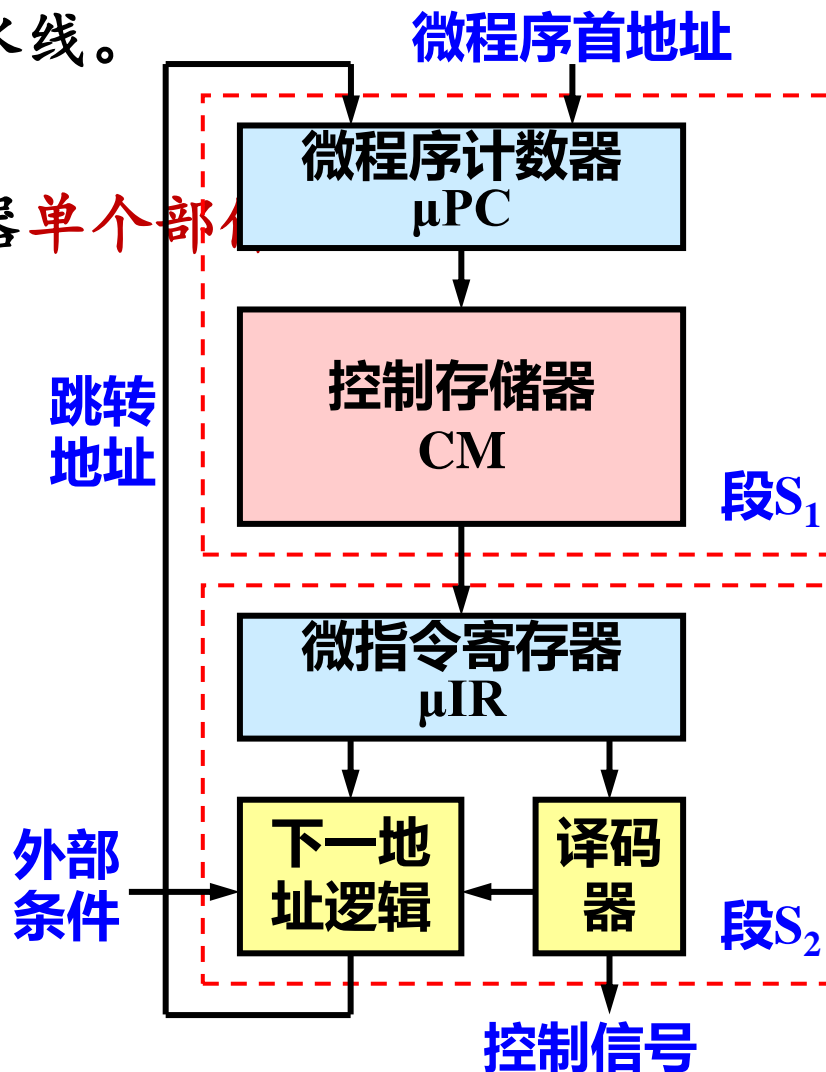 水线。
微程序首地址
微程序计数器
μPC
器单个部件
控制存储器
CM
跳转
地址
段S₁
微指令寄存器
μIR
下一地
址逻辑
译码
器
外部
条件
段S₂
控制信号